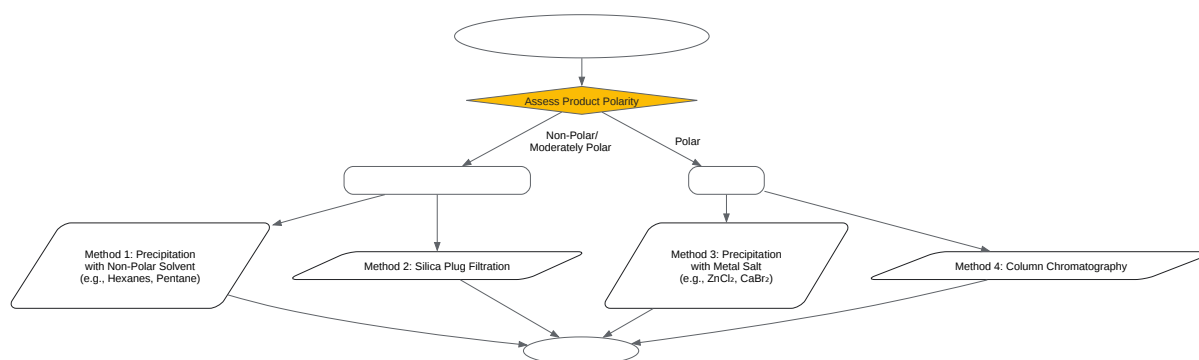 Assess Product Polarity
Non-Polar/
Moderately Polar
Polar
Method 1: Precipitation
with Non-Polar Solvent
(e.g., Hexanes, Pentane)
Method 2: Silica Plug Filtration
Method 3: Precipitation
with Metal Salt
(e.g., ZnCl₂, CaBr₂)
Method 4: Column Chromatography